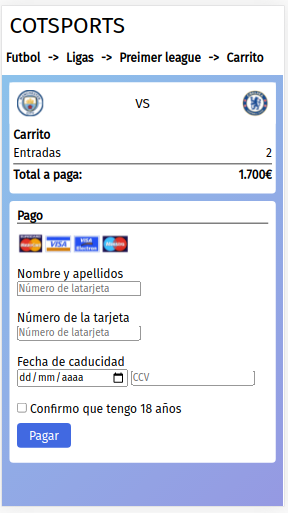 COTSPORTS
Futbol -> Ligas -> Preimer league -> Carrito
VS
Carrito
Entradas 2
Total a paga: 1.700€
Pago
MasterCard VISA VISA Electron Maestro
Nombre y apellidos
Número de latarjeta
Número de la tarjeta
Número de latarjeta
Fecha de caducidad
dd/mm/aaaa CCV
Confirmo que tengo 18 años
Pagar